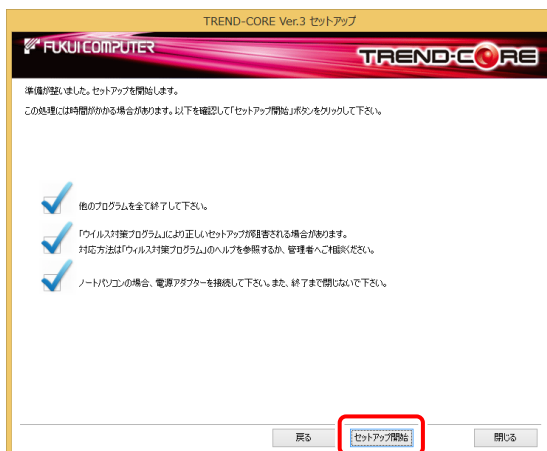 TREND-CORE Ver.3 セットアップ
FUKUI COMPUTER
TREND-CORE
準備が整いました。セットアップを開始します。
この処理には時間がかかる場合があります。以下を確認して「セットアップ開始」ボタンをクリックして下さい。
他のプログラムを全て終了して下さい。
「ウイルス対策プログラム」により正しいセットアップが阻害される場合があります。
対応方法は「ウィルス対策プログラム」のヘルプを参照するか、管理者へご相談ください。
ノートパソコンの場合、電源アダプターを接続して下さい。また、終了まで閉じないで下さい。
戻る セットアップ開始 閉じる